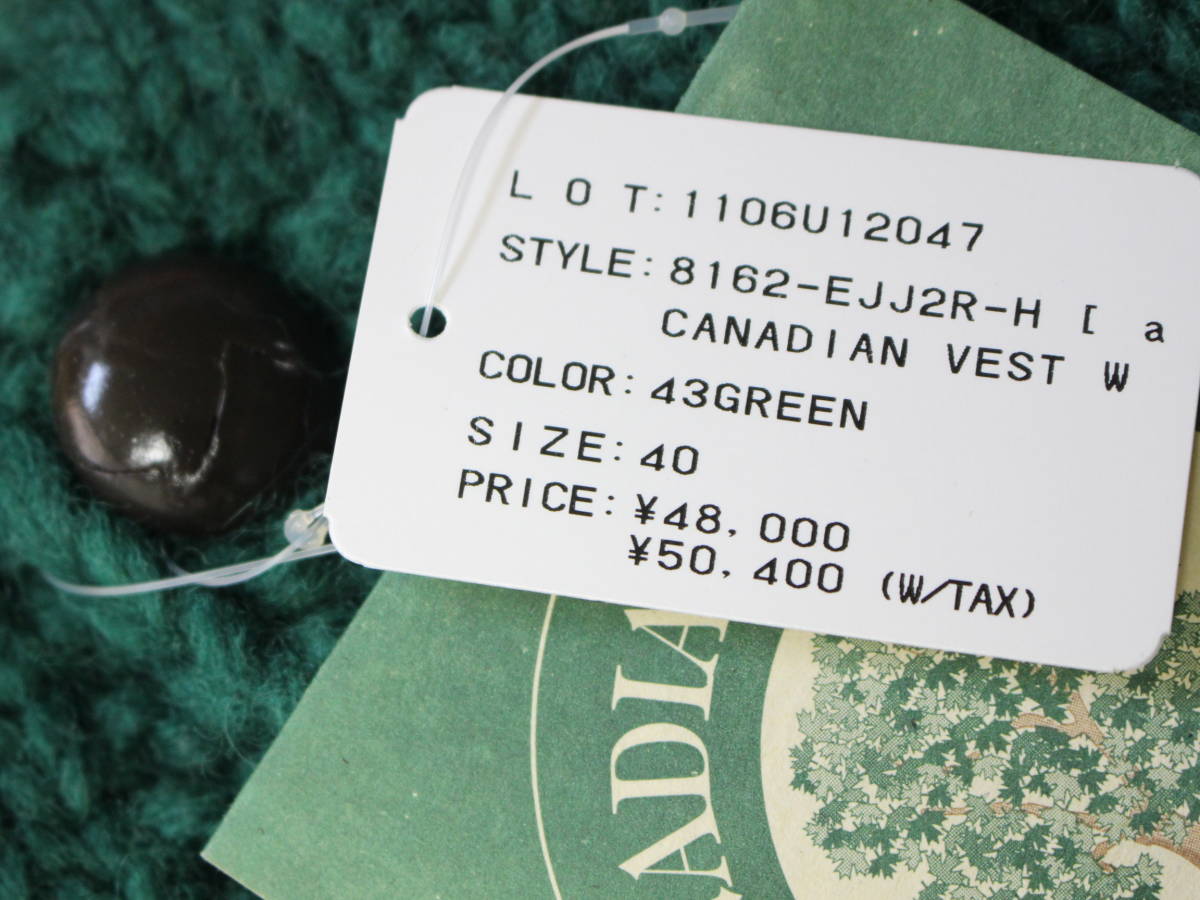 L O T: 1106U12047
STYLE: 8162-EJJ2R-H [ a
CANADIAN VEST W
COLOR: 43GREEN
SIZE: 40
PRICE: ¥48,000
¥50,400 (W/TAX)
ADIA